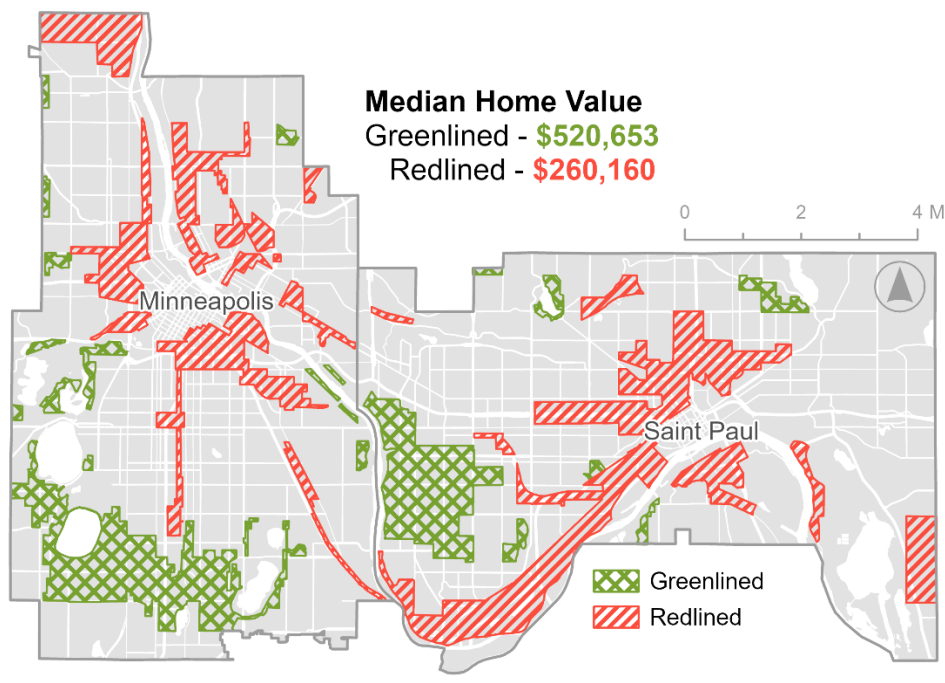 Median Home Value
Greenlined - $520,653
Redlined - $260,160
0 2 4 M
Minneapolis
Saint Paul
Greenlined
Redlined